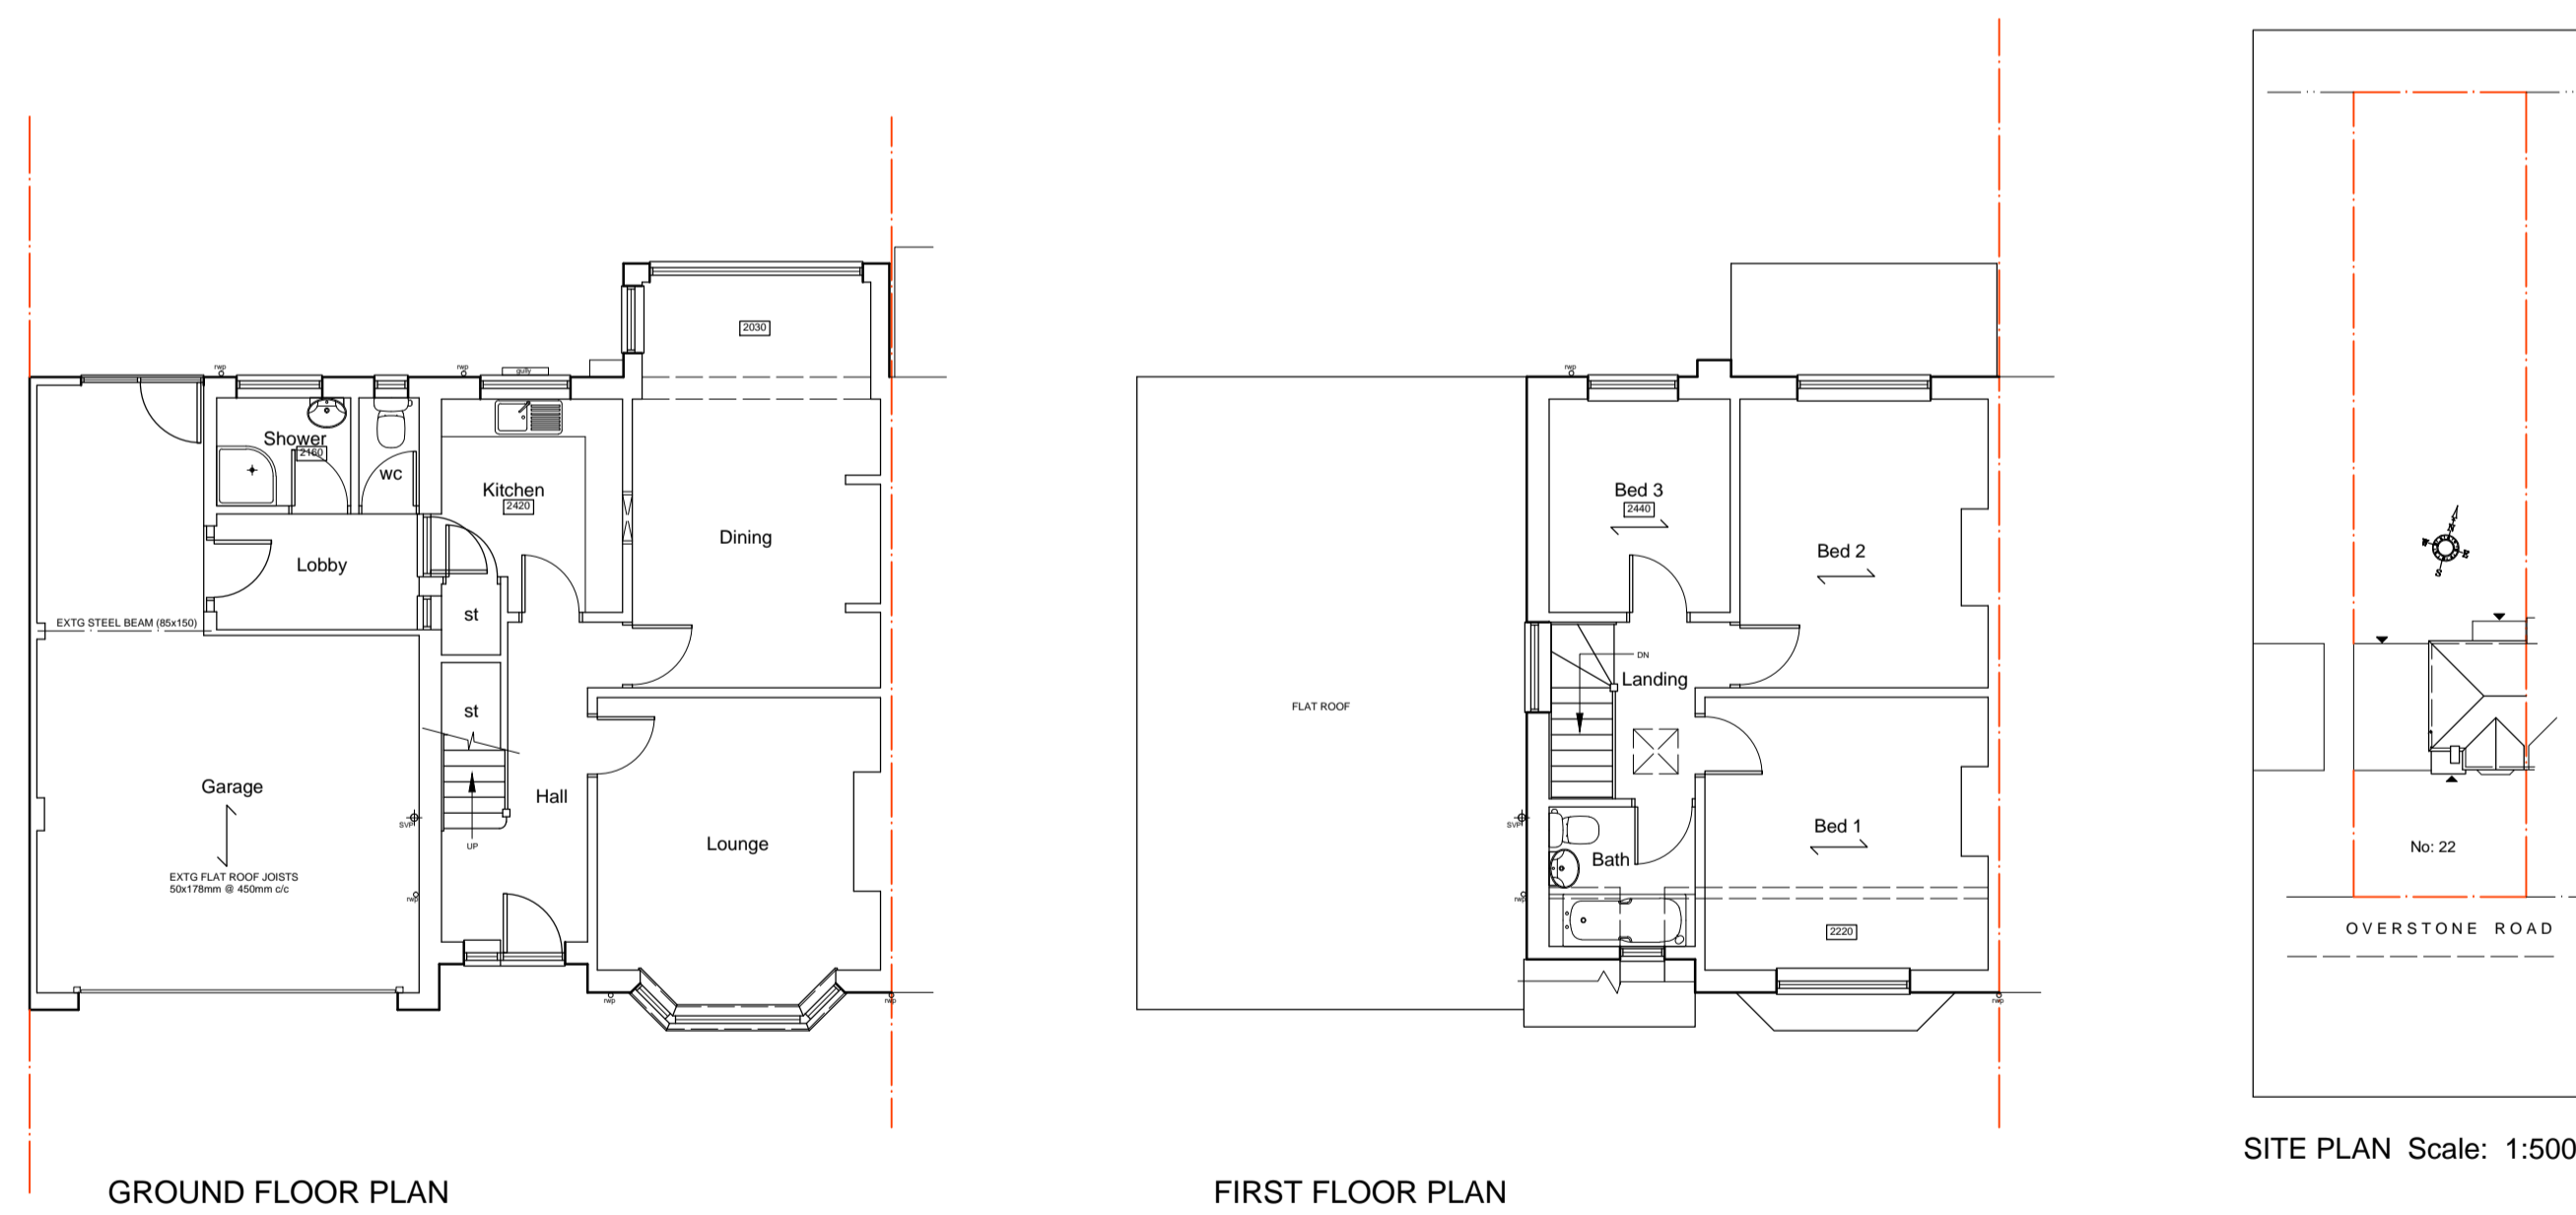 rwp
rwp
gully
2030
Shower
2160
wc
Kitchen
2420
Dining
Lobby
EXTG STEEL BEAM (85x150)
st
st
Garage
Hall
SVP
UP
Lounge
EXTG FLAT ROOF JOISTS
50x178mm @ 450mm c/c
rwp
rwp
rwp
GROUND FLOOR PLAN
rwp
Bed 3
2440
Bed 2
DN
Landing
FLAT ROOF
SVP
Bed 1
Bath
rwp
2220
rwp
FIRST FLOOR PLAN
N
S
No: 22
OVERSTONE ROAD
SITE PLAN Scale: 1:500